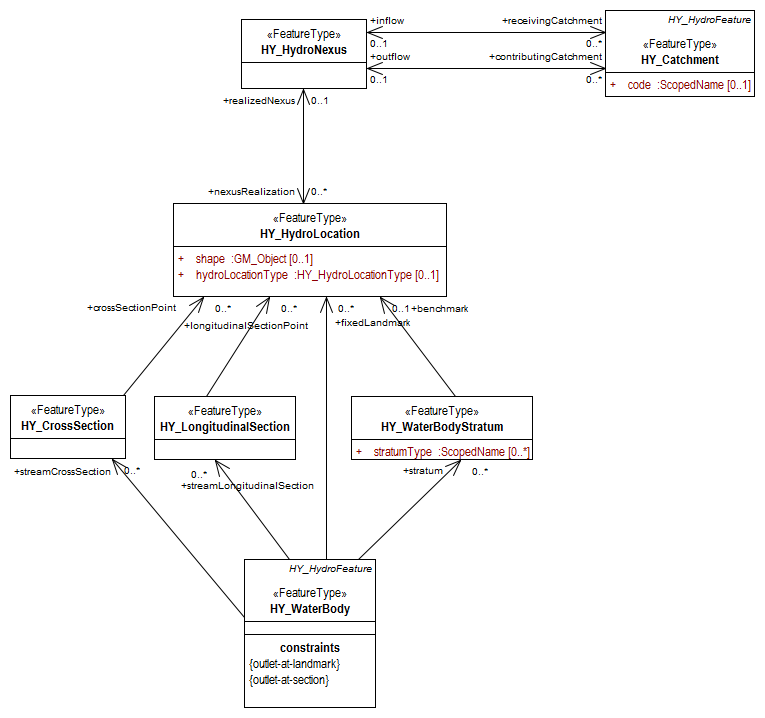 +inflow
+receivingCatchment
HY_HydroFeature
«FeatureType»
HY_HydroNexus
0..1
0..*
«FeatureType»
HY_Catchment
+outflow
+contributingCatchment
0..1
0..*
+ code :ScopedName [0..1]
+realizedNexus
0..1
+nexusRealization
0..*
«FeatureType»
HY_HydroLocation
+ shape :GM_Object [0..1]
+ hydroLocationType :HY_HydroLocationType [0..1]
+crossSectionPoint
0..*
0..*
0..*
0..1
+benchmark
+longitudinalSectionPoint
+fixedLandmark
«FeatureType»
HY_CrossSection
«FeatureType»
HY_LongitudinalSection
«FeatureType»
HY_WaterBodyStratum
+ stratumType :ScopedName [0..*]
+streamCrossSection
0..*
0..*
+streamLongitudinalSection
+stratum
0..*
HY_HydroFeature
«FeatureType»
HY_WaterBody
constraints
{outlet-at-landmark}
{outlet-at-section}